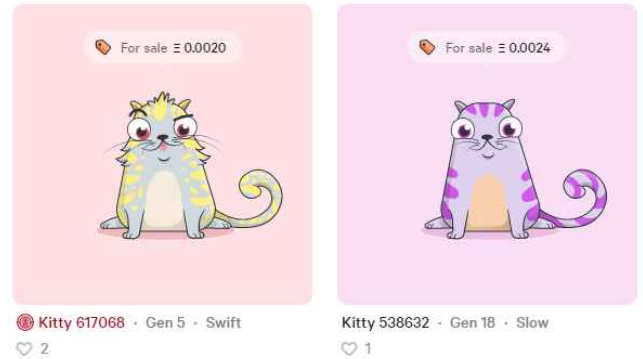 For sale Ξ 0.0020
For sale Ξ 0.0024
Kitty 617068 · Gen 5 · Swift
Kitty 538632 · Gen 18 · Slow
2
1